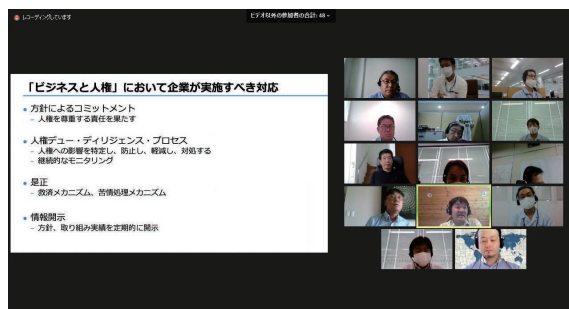 レコーディングしています
ビデオ以外の参加者の合計: 48
「ビジネスと人権」において企業が実施すべき対応
• 方針によるコミットメント
– 人権を尊重する責任を果たす
• 人権デュー・ディリジェンス・プロセス
– 人権への影響を特定し、防止し、軽減し、対処する
– 継続的なモニタリング
• 是正
– 救済メカニズム、苦情処理メカニズム
• 情報開示
– 方針、取り組み実績を定期的に開示